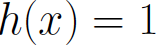 h(x) = 1